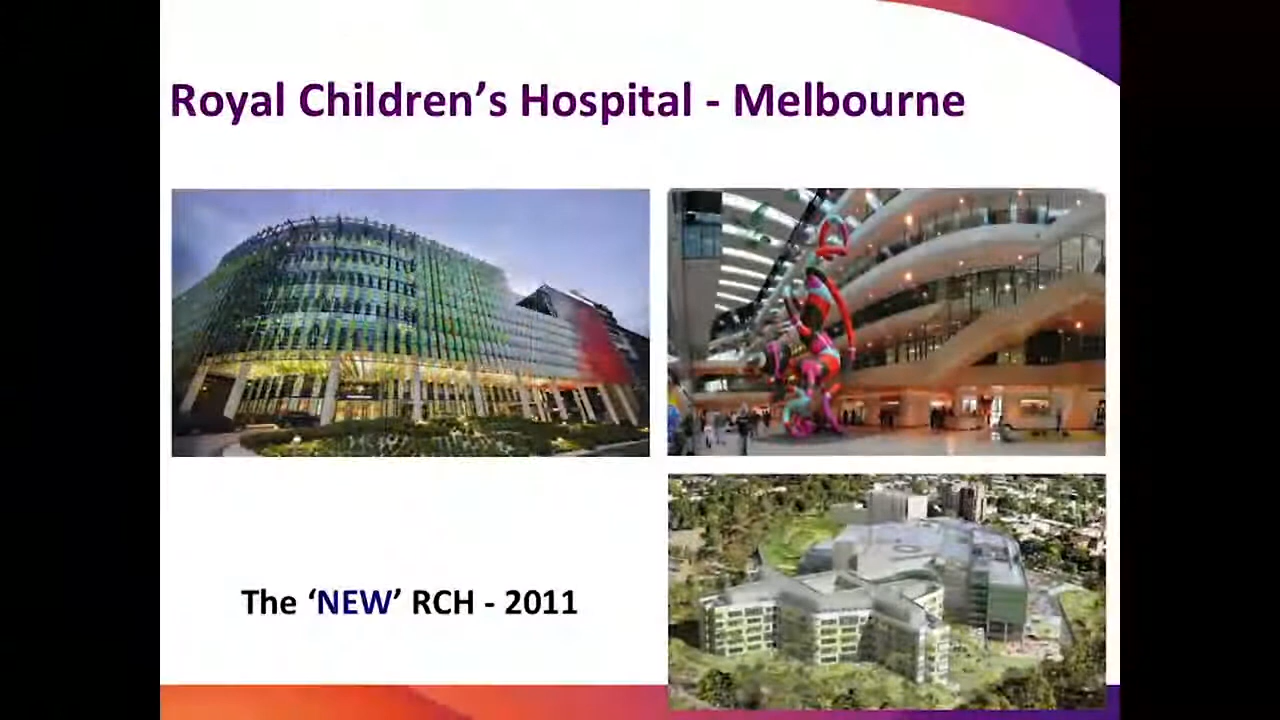 Royal Children’s Hospital - Melbourne
The ‘NEW’ RCH - 2011